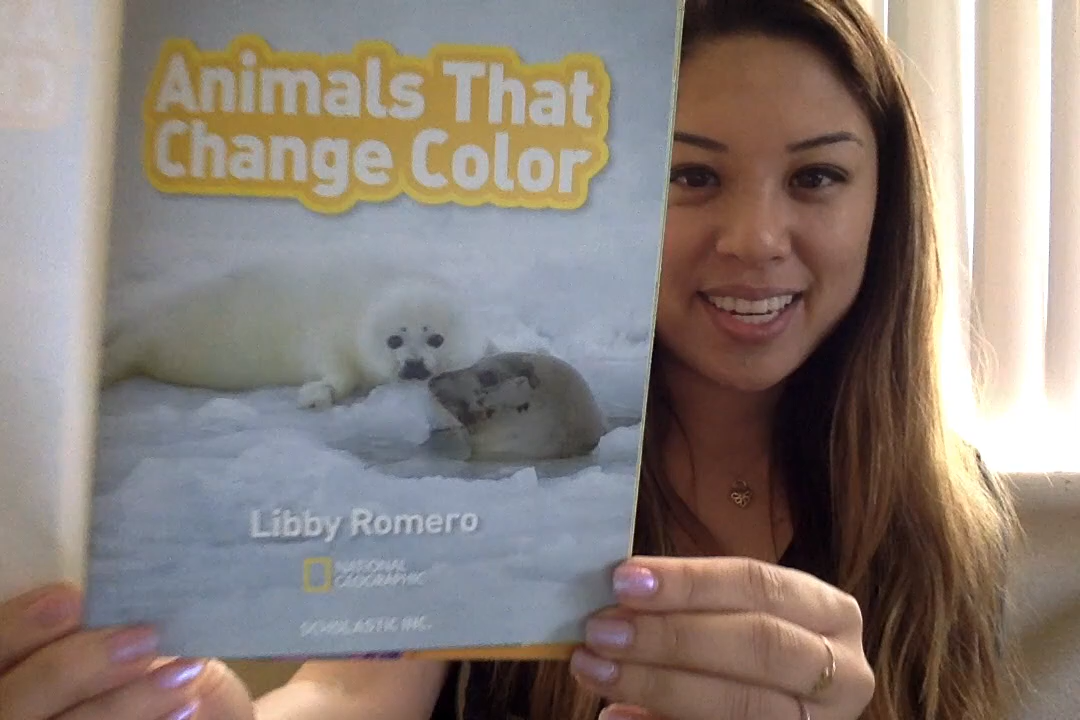 Animals That
Change Color
Libby Romero
NATIONAL
GEOGRAPHIC
SCHOLASTIC INC.